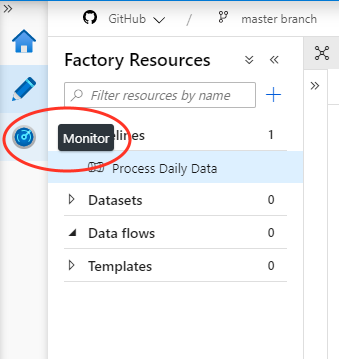 GitHub / master branch
Factory Resources
Filter resources by name
Monitor
elines 1
Process Daily Data
Datasets 0
Data flows 0
Templates 0